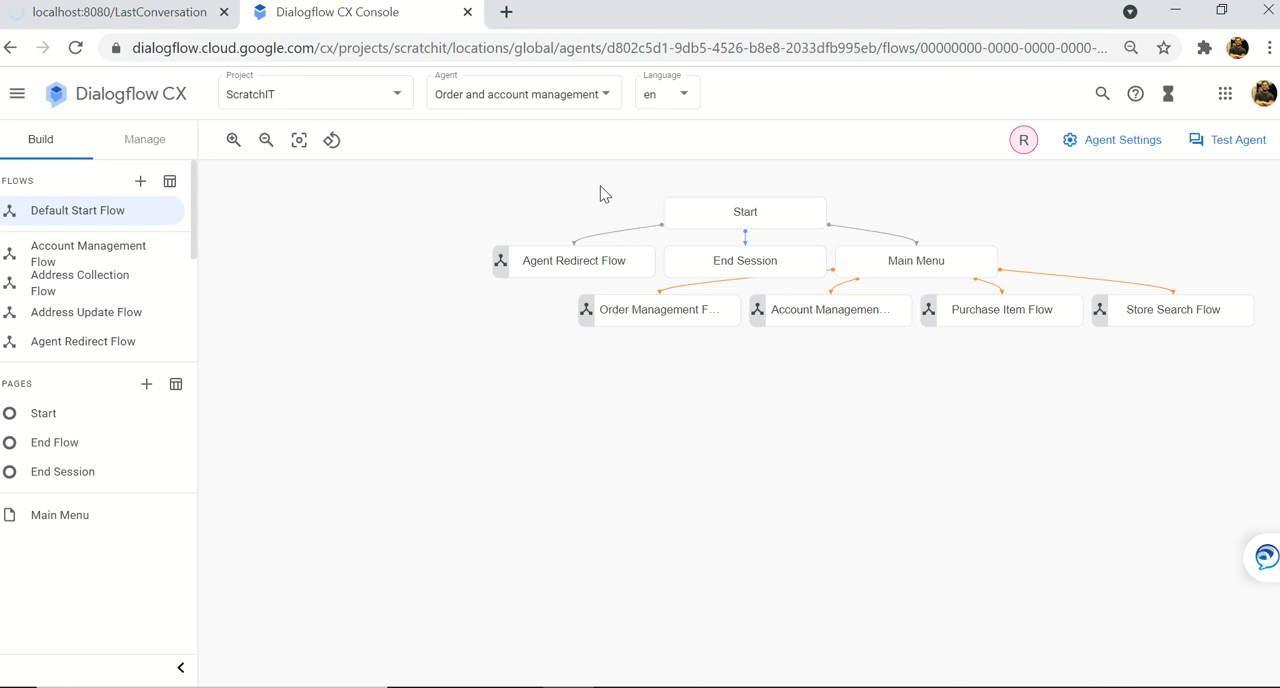 localhost:8080/LastConversation
Dialogflow CX Console
dialogflow.cloud.google.com/cx/projects/scratchit/locations/global/agents/d802c5d1-9db5-4526-b8e8-2033dfb995eb/flows/00000000-0000-0000-0000-...
Dialogflow CX
Project
ScratchIT
Agent
Order and account management
Language
en
Build
Manage
R
Agent Settings
Test Agent
FLOWS
Default Start Flow
Account Management
Flow
Address Collection
Flow
Address Update Flow
Agent Redirect Flow
PAGES
Start
End Flow
End Session
Main Menu
Start
Agent Redirect Flow
End Session
Main Menu
Order Management F...
Account Managemen...
Purchase Item Flow
Store Search Flow